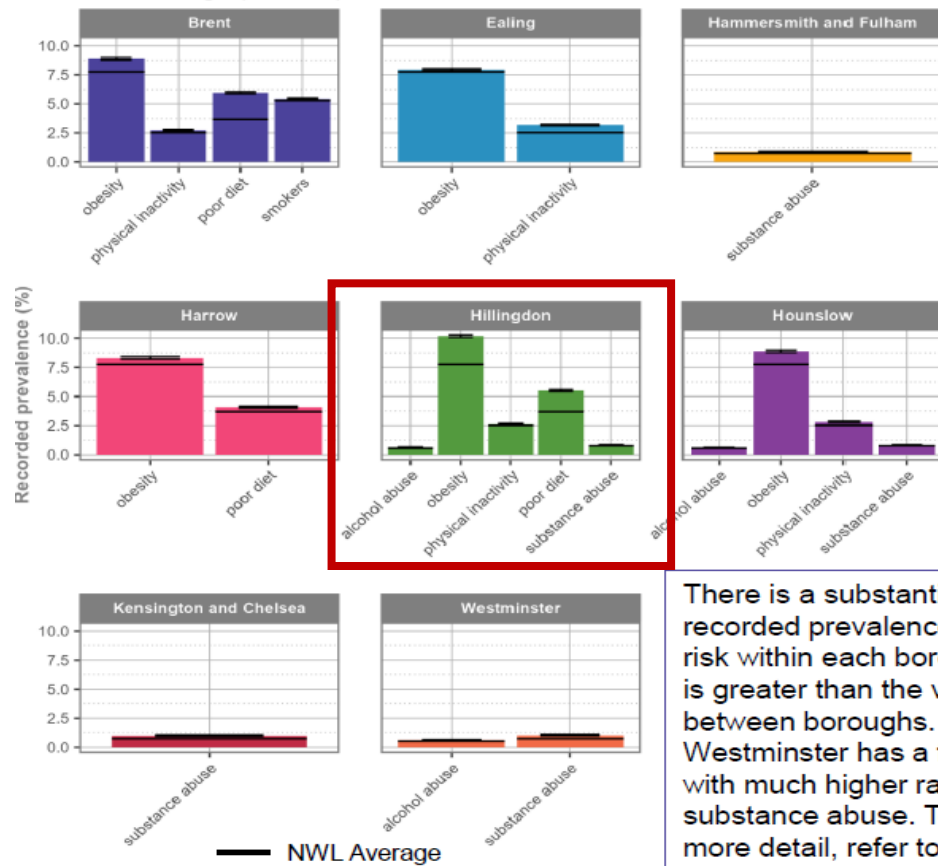 Brent
Ealing
Hammersmith and Fulham
10.0
7.5
5.0
2.5
0.0
obesity
physical inactivity
poor diet
smokers
obesity
physical inactivity
substance abuse
Recorded prevalence (%)
Harrow
Hillingdon
Hounslow
10.0
7.5
5.0
2.5
0.0
obesity
poor diet
alcohol abuse
obesity
physical inactivity
poor diet
substance abuse
alcohol abuse
obesity
physical inactivity
substance abuse
Kensington and Chelsea
Westminster
10.0
7.5
5.0
2.5
0.0
substance abuse
alcohol abuse
substance abuse
NWL Average
There is a substant
recorded prevalenc
risk within each bor
is greater than the v
between boroughs.
Westminster has a
with much higher ra
substance abuse. T
more detail, refer to